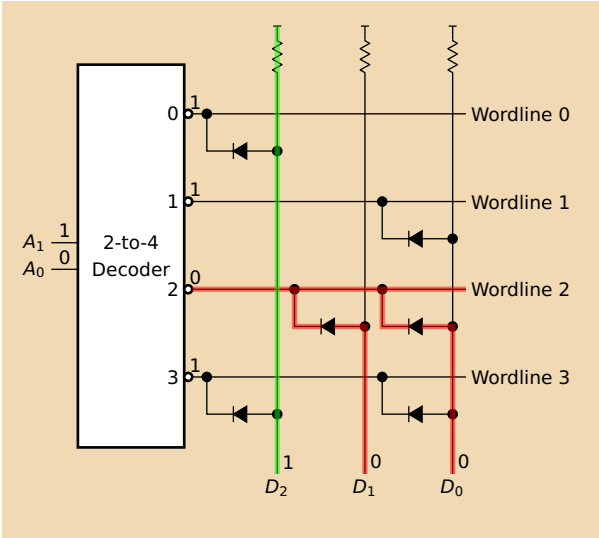 1
0
Wordline 0
1
1
Wordline 1
A₁ 1
2-to-4
A₀ 0
Decoder
0
2
Wordline 2
1
3
Wordline 3
1
0
0
D₂
D₁
D₀